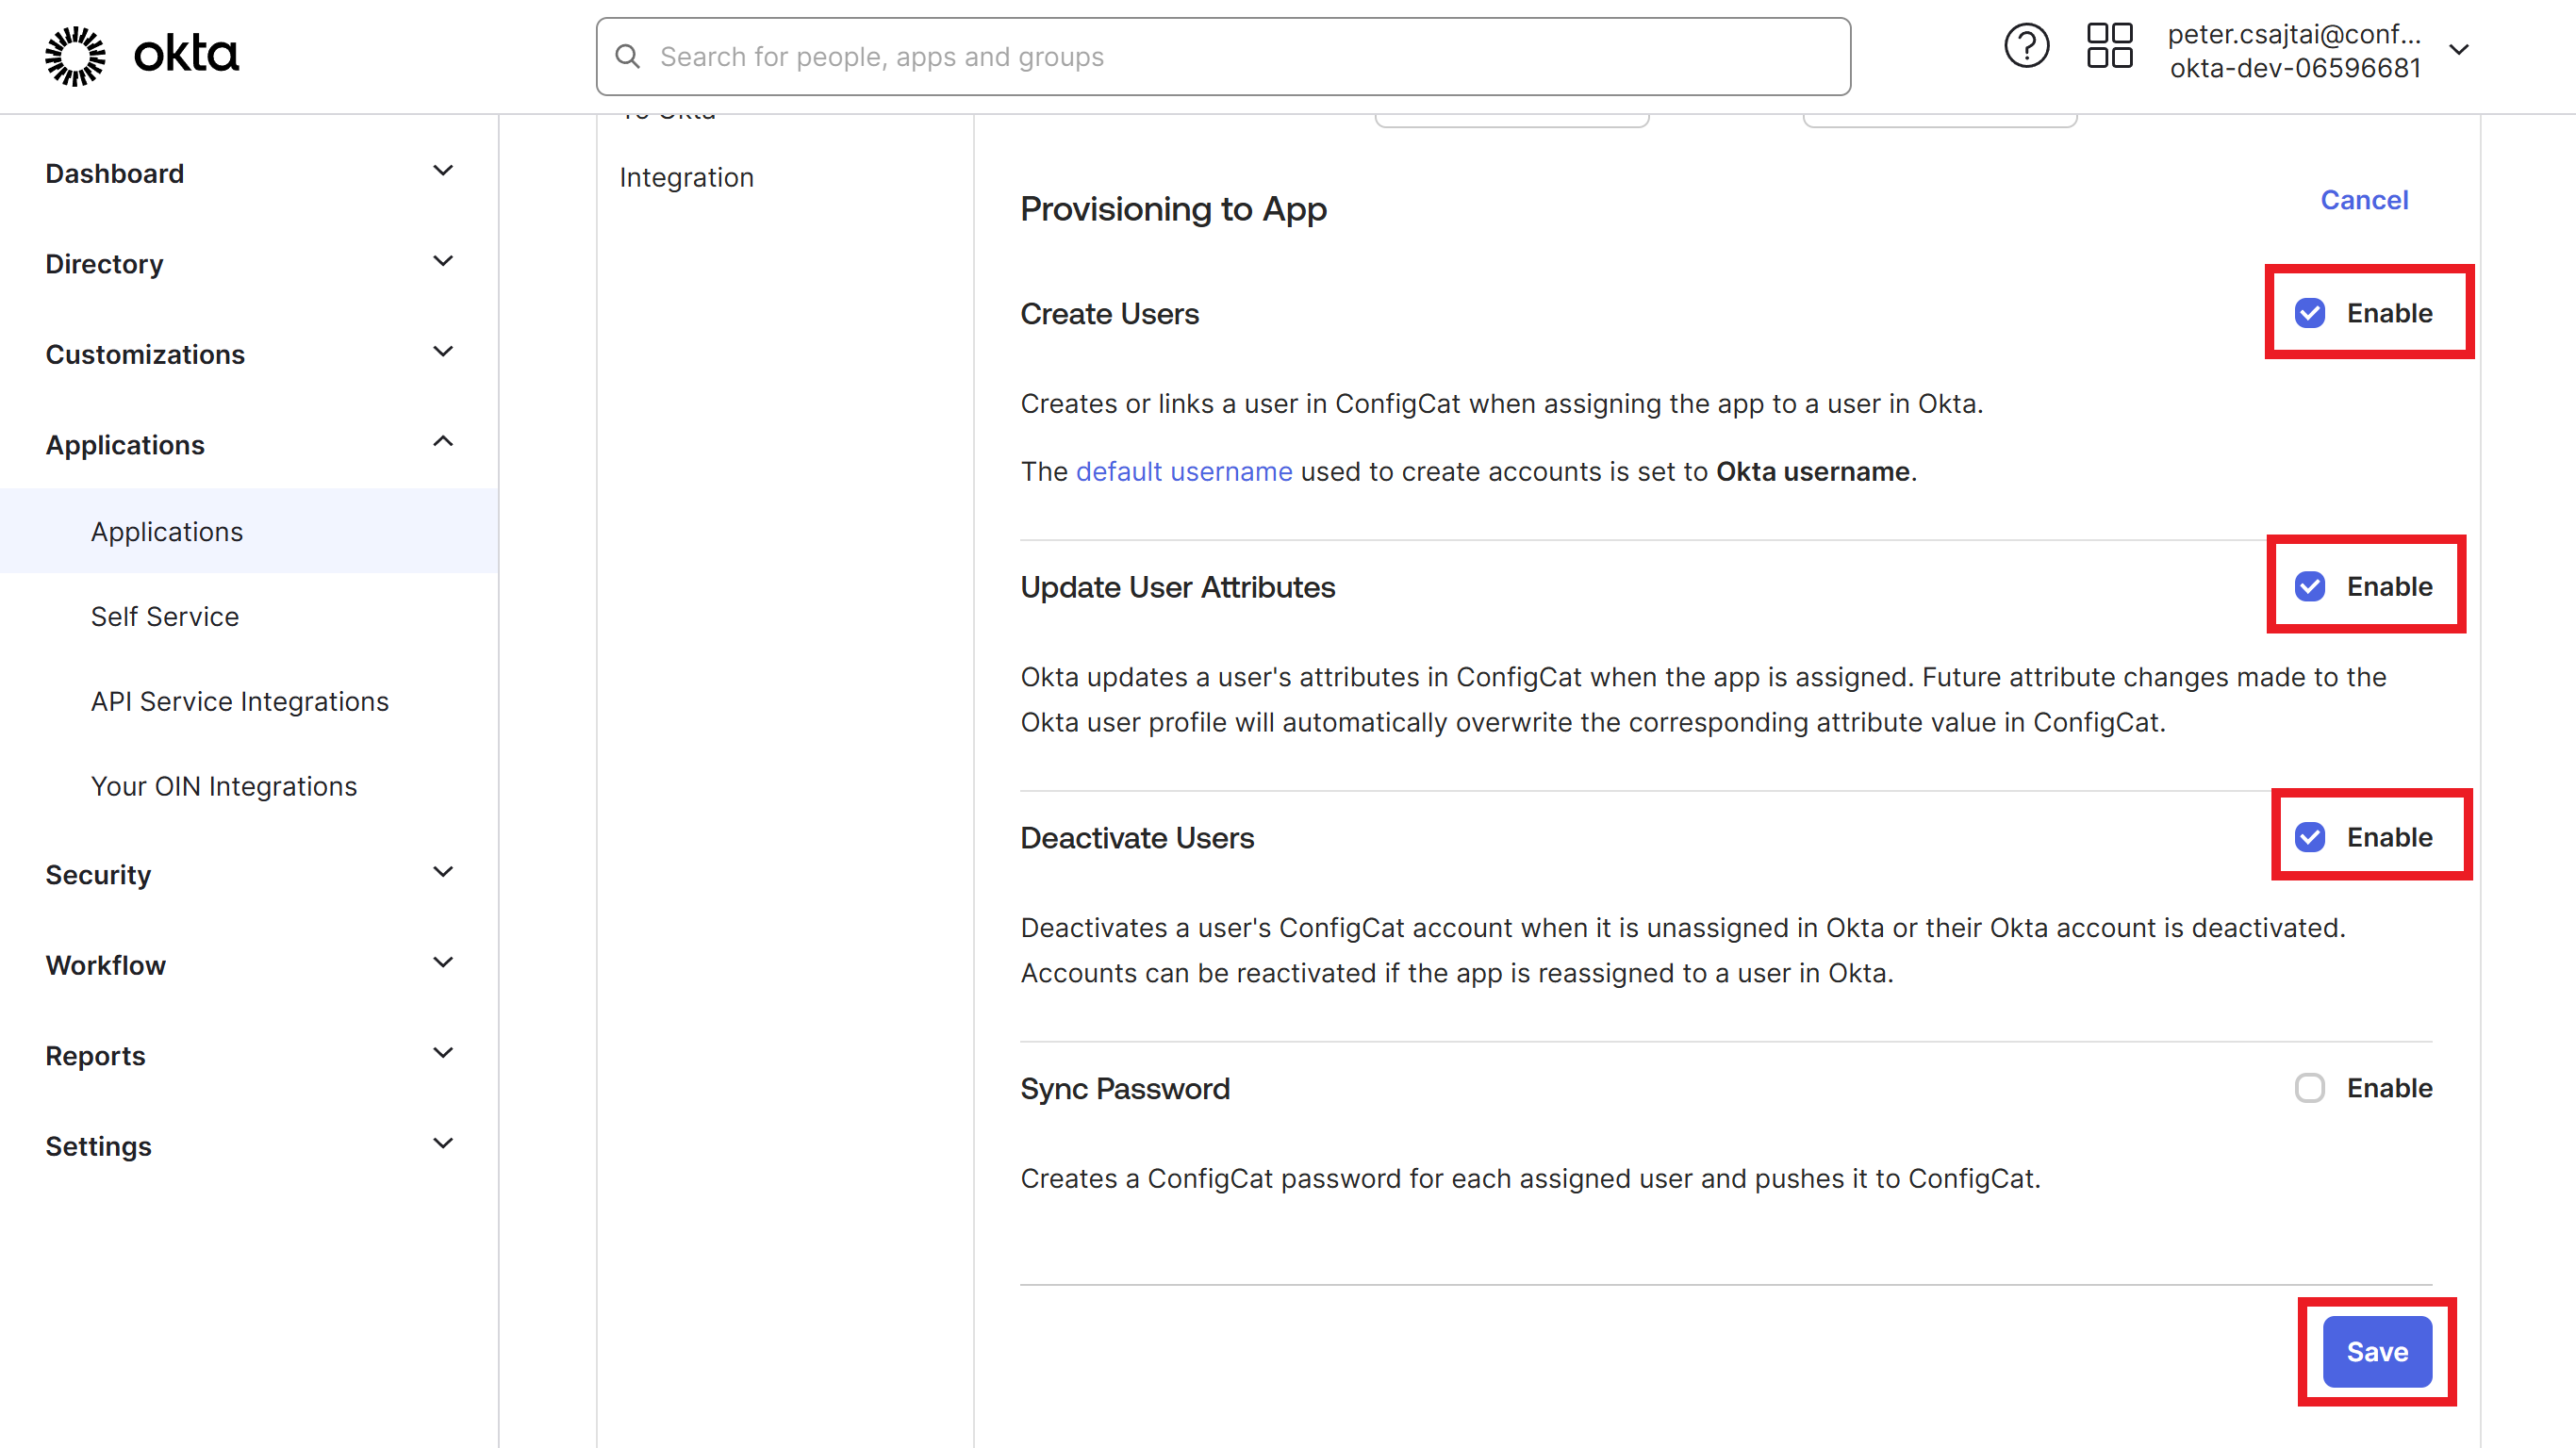 okta
Search for people, apps and groups
peter.csajtai@conf...
okta-dev-06596681
Dashboard
Directory
Customizations
Applications
Applications
Self Service
API Service Integrations
Your OIN Integrations
Security
Workflow
Reports
Settings
To Okta
Integration
Provisioning to App
Cancel
Create Users
Enable
Creates or links a user in ConfigCat when assigning the app to a user in Okta.
The default username used to create accounts is set to Okta username.
Update User Attributes
Enable
Okta updates a user's attributes in ConfigCat when the app is assigned. Future attribute changes made to the
Okta user profile will automatically overwrite the corresponding attribute value in ConfigCat.
Deactivate Users
Enable
Deactivates a user's ConfigCat account when it is unassigned in Okta or their Okta account is deactivated.
Accounts can be reactivated if the app is reassigned to a user in Okta.
Sync Password
Enable
Creates a ConfigCat password for each assigned user and pushes it to ConfigCat.
Save